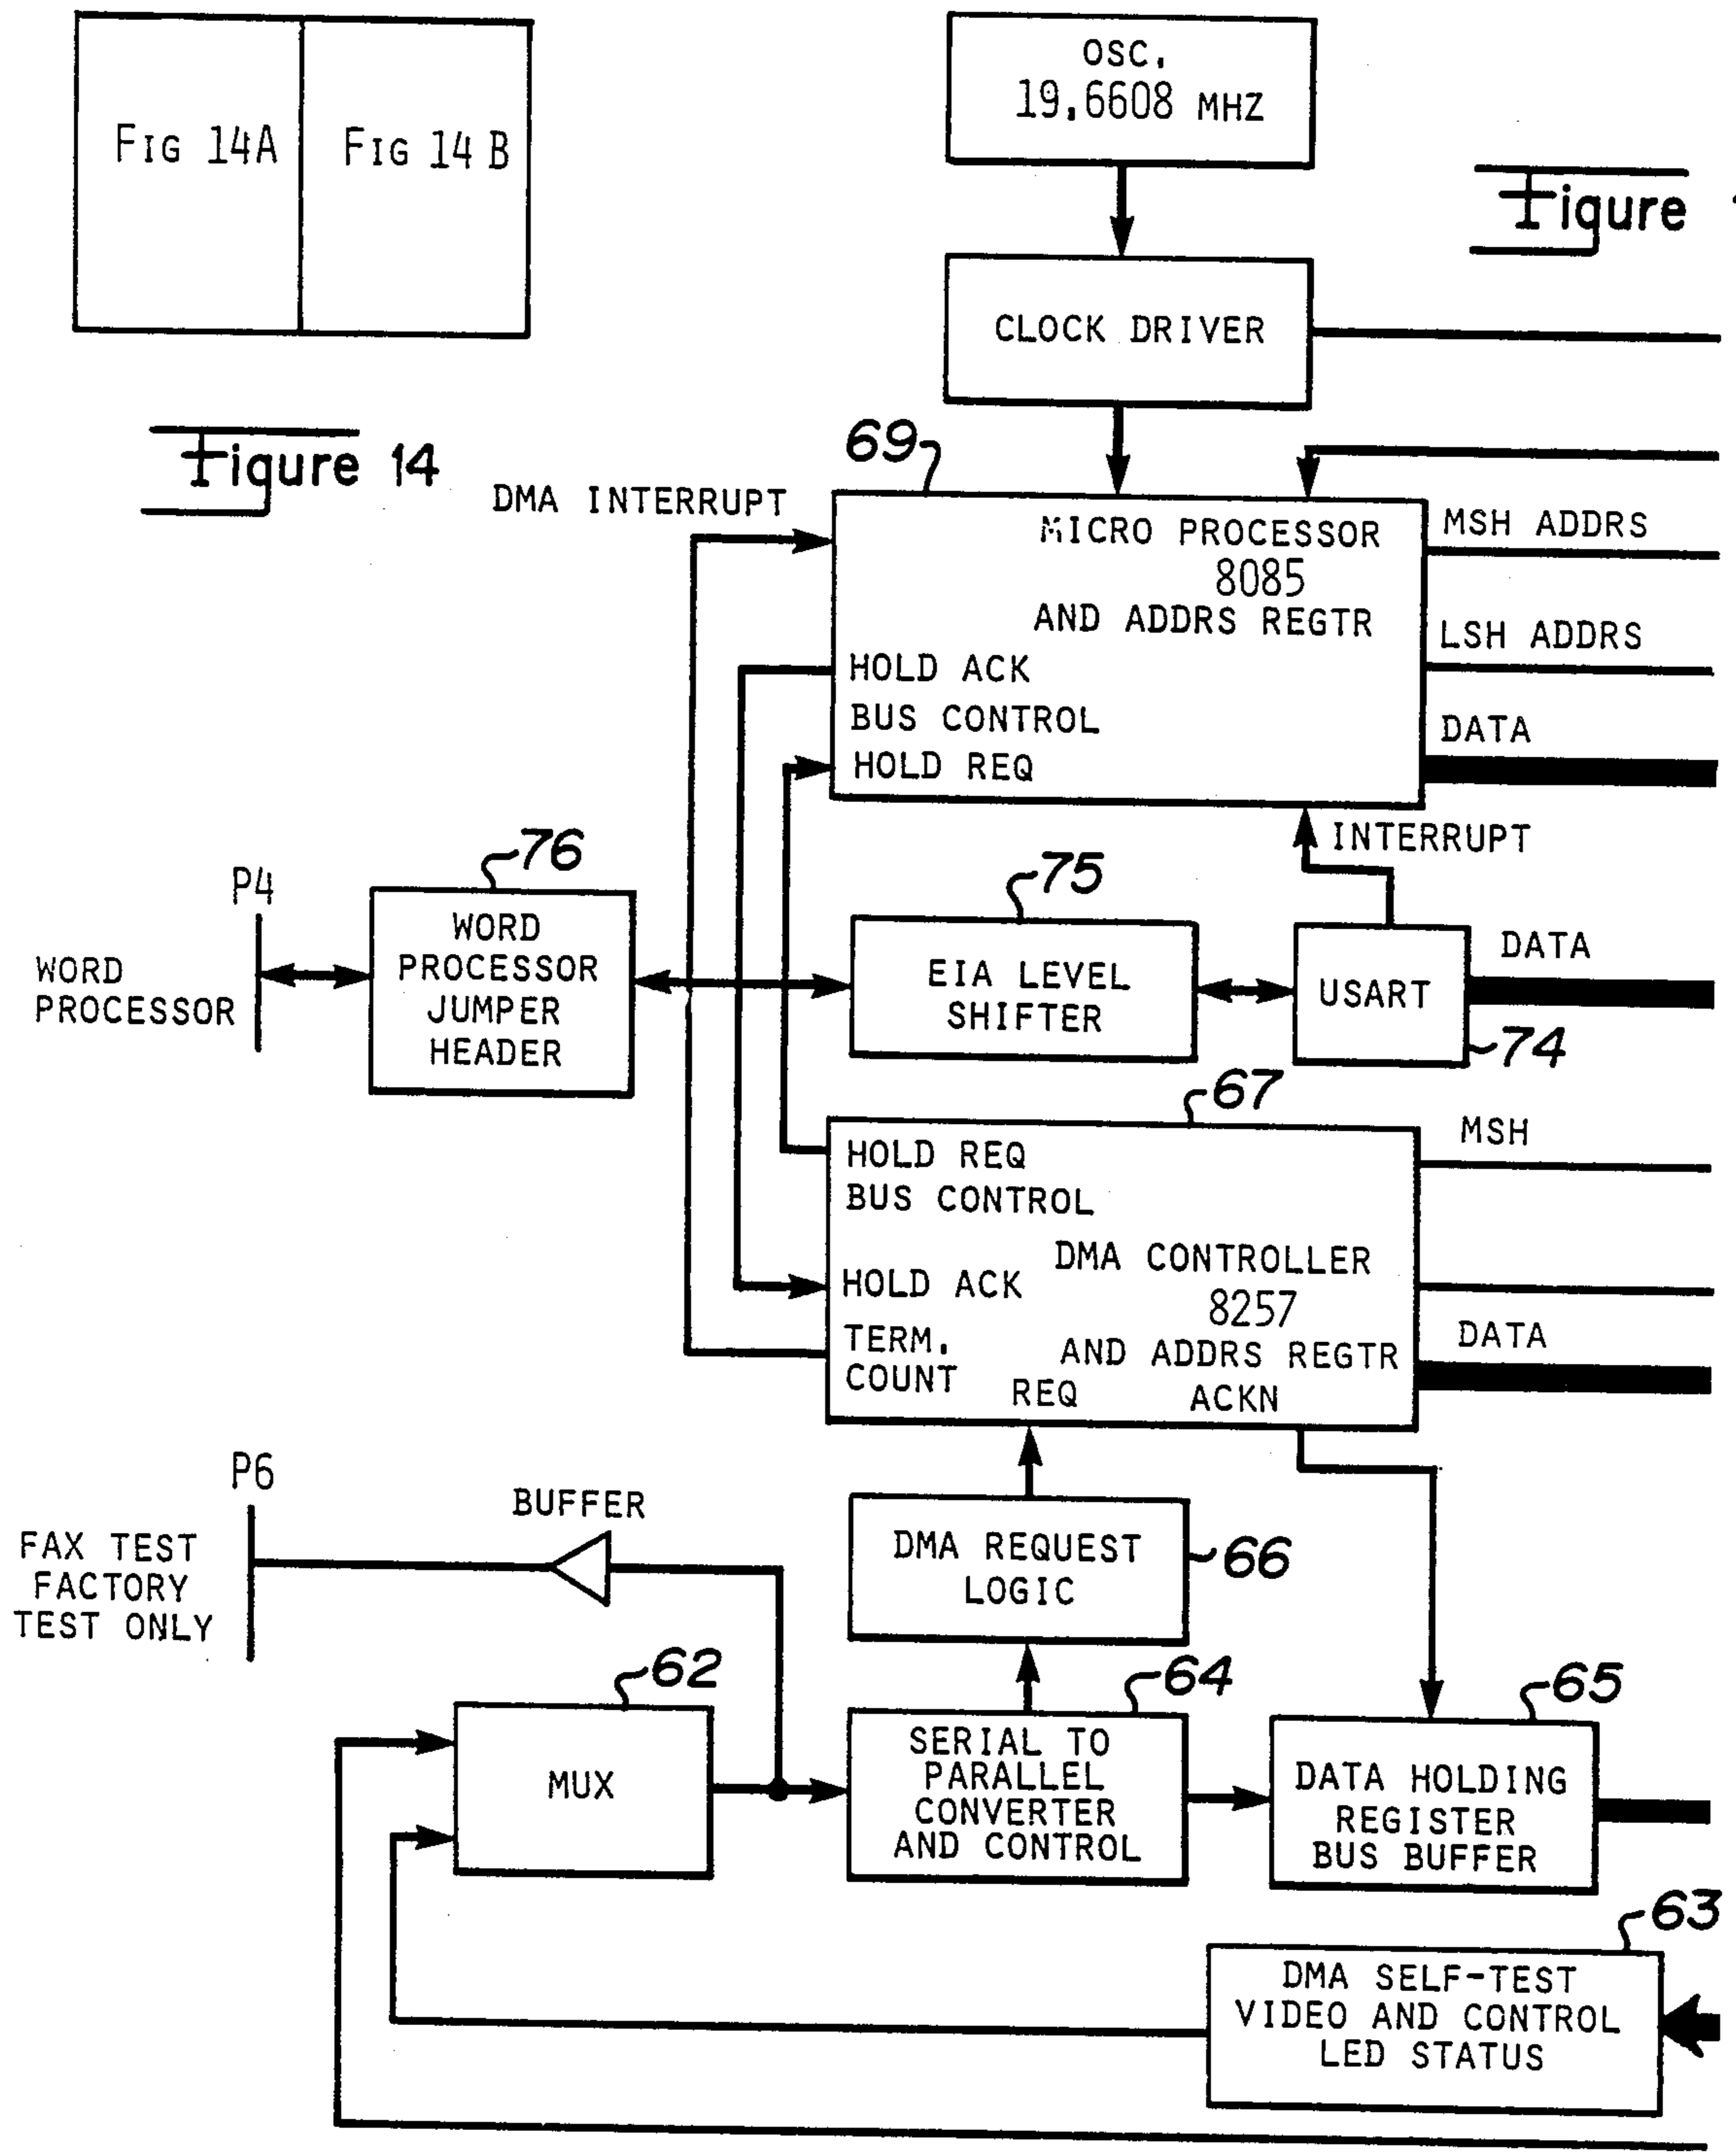 FIG 14A
FIG 14 B
Figure 14
OSC.
19.6608 MHZ
Figure
CLOCK DRIVER
69
DMA INTERRUPT
MICRO PROCESSOR
8085
AND ADDRS REGTR
HOLD ACK
BUS CONTROL
HOLD REQ
MSH ADDRS
LSH ADDRS
DATA
INTERRUPT
P4
WORD
PROCESSOR
76
WORD
PROCESSOR
JUMPER
HEADER
75
EIA LEVEL
SHIFTER
USART
74
DATA
67
HOLD REQ
BUS CONTROL
HOLD ACK
TERM.
COUNT
DMA CONTROLLER
8257
AND ADDRS REGTR
REQ
ACKN
MSH
DATA
P6
FAX TEST
FACTORY
TEST ONLY
BUFFER
DMA REQUEST
LOGIC
66
62
MUX
64
SERIAL TO
PARALLEL
CONVERTER
AND CONTROL
65
DATA HOLDING
REGISTER
BUS BUFFER
63
DMA SELF-TEST
VIDEO AND CONTROL
LED STATUS